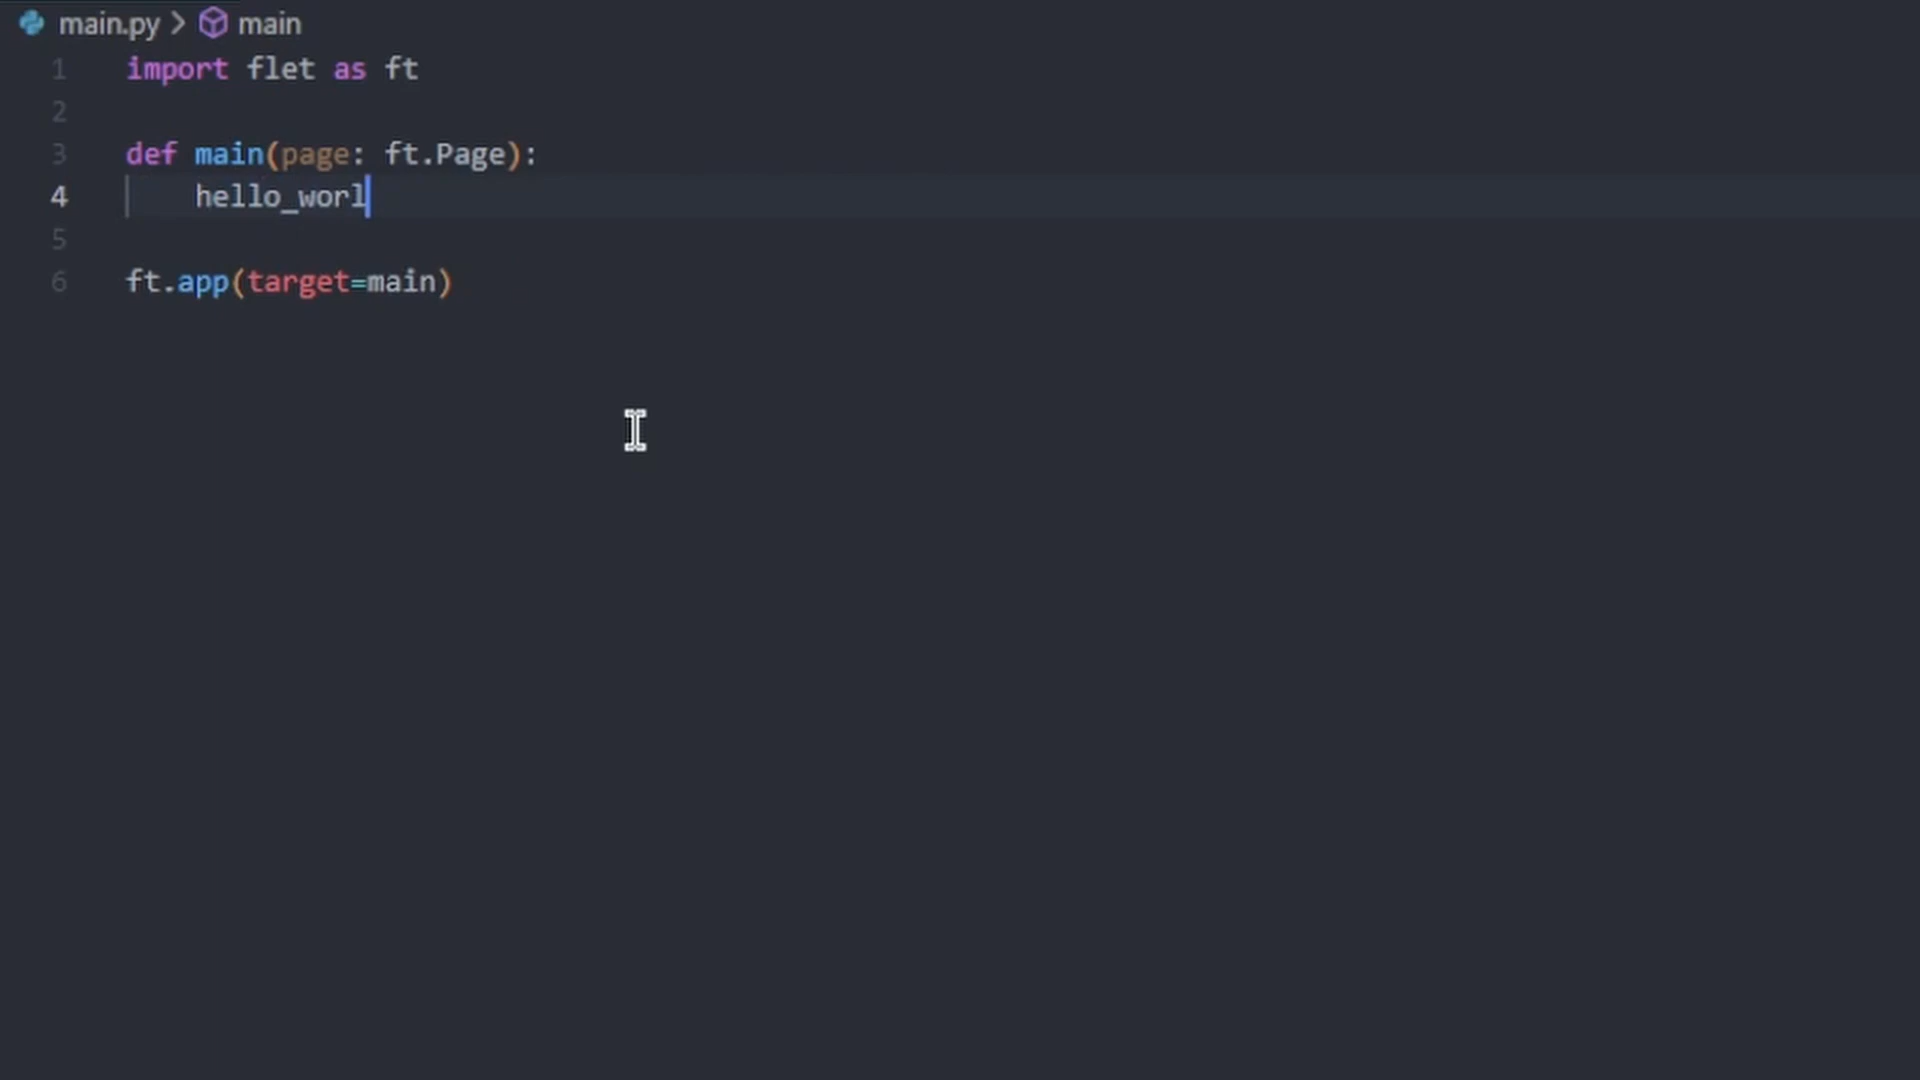 main.py > main
1 import flet as ft
2
3 def main(page: ft.Page):
4 hello_worl
5
6 ft.app(target=main)